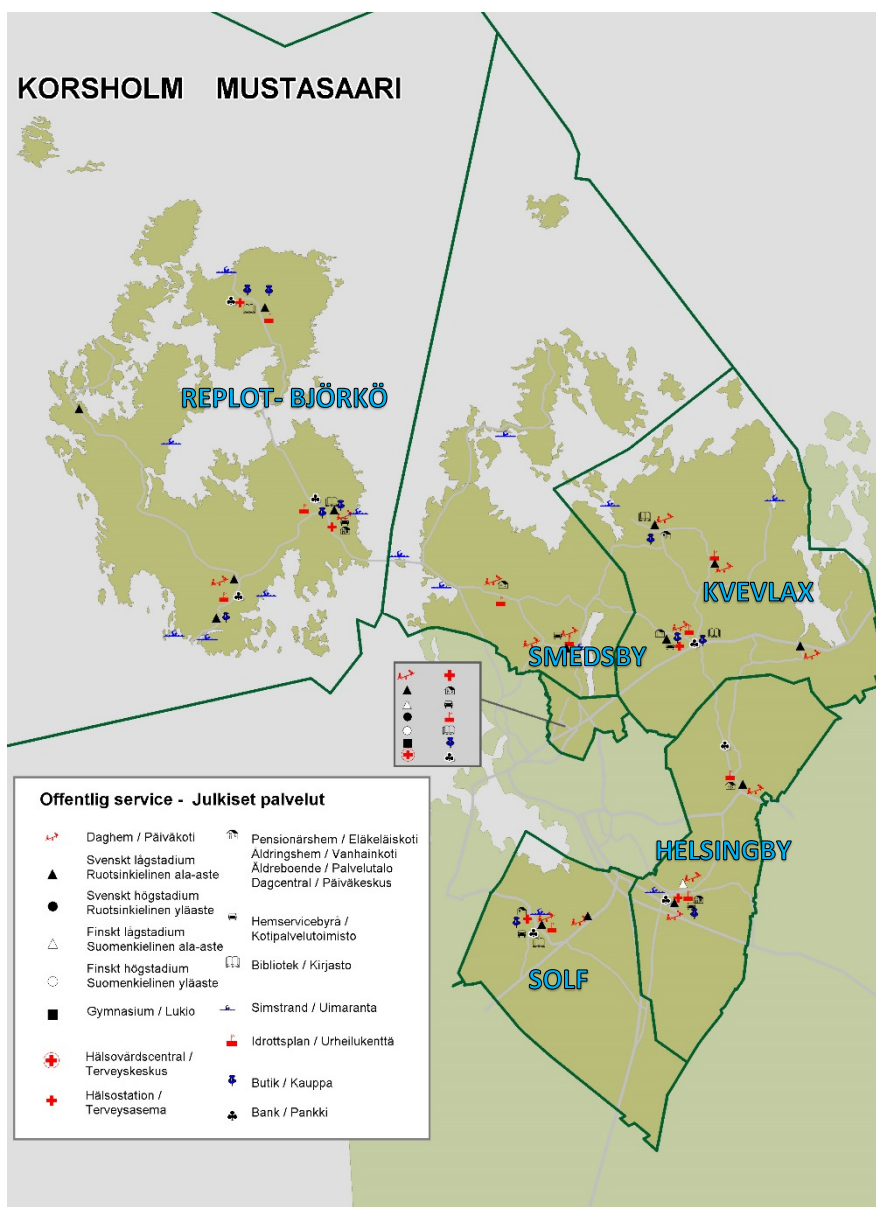 KORSHOLM MUSTASAARI
REPLOT- BJÖRKÖ
KVEVLAX
SMEDSBY
HELSINGBY
SOLF
Offentlig service - Julkiset palvelut
Daghem / Päiväkoti
Svenskt lågstadium
Ruotsinkielinen ala-aste
Svenskt högstadium
Ruotsinkielinen yläaste
Finskt lågstadium
Suomenkielinen ala-aste
Finskt högstadium
Suomenkielinen yläaste
Gymnasium / Lukio
Hälsovårdscentral /
Terveyskeskus
Hälsostation /
Terveysasema
Pensionärshem / Eläkeläiskoti
Aldringshem / Vanhainkoti
Äldreboende / Palvelutalo
Dagcentral / Päiväkeskus
Hemservicebyrå /
Kotipalvelutoimisto
Bibliotek / Kirjasto
Simstrand / Uimaranta
Idrottsplan / Urheilukenttä
Butik / Kauppa
Bank / Pankki